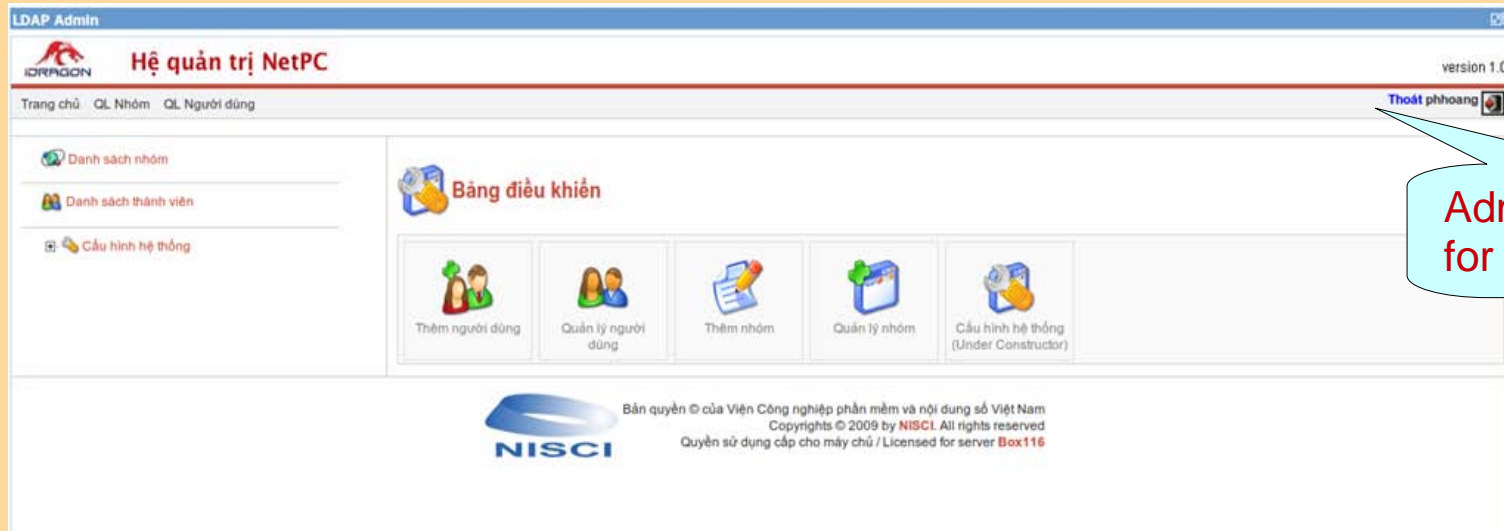 LDAP Admin
IDRAGON
Hệ quản trị NetPC
version 1.0
Trang chủ QL Nhóm QL Người dùng
Thoát phhoang
Danh sách nhóm
Danh sách thành viên
Cấu hình hệ thống
Bảng điều khiển
Thêm người dùng
Quản lý người
dùng
Thêm nhóm
Quản lý nhóm
Cấu hình hệ thống
(Under Constructor)
for
NISCI
Bản quyền © của Viện Công nghiệp phần mềm và nội dung số Việt Nam
Copyrights © 2009 by NISCI. All rights reserved
Quyền sử dụng cấp cho máy chủ / Licensed for server Box116